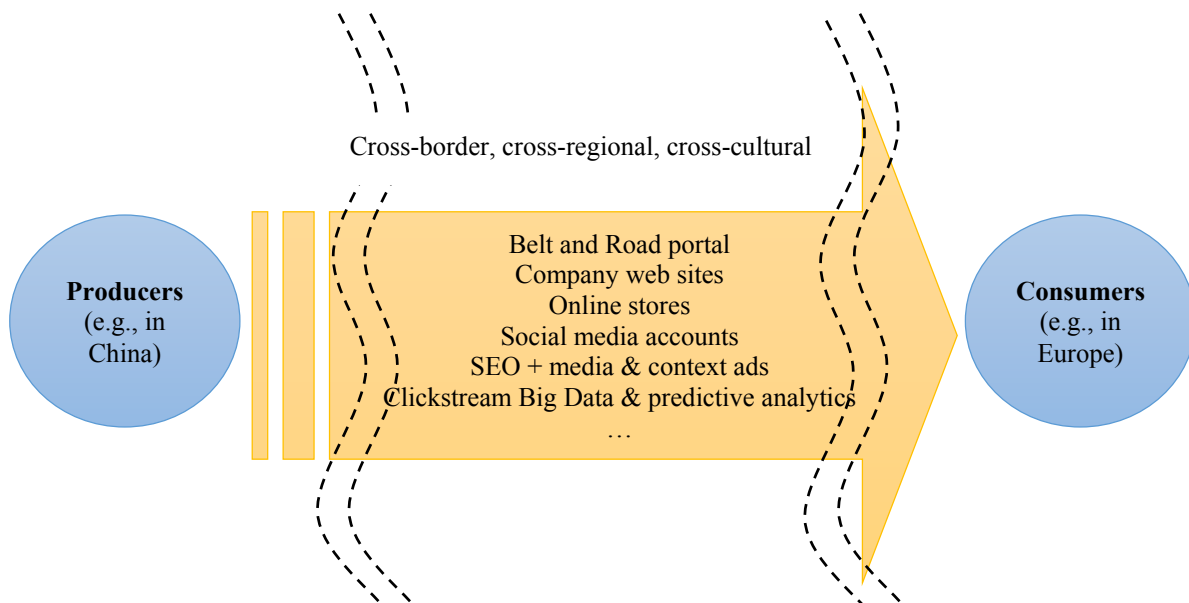 Cross-border, cross-regional, cross-cultural
Producers
(e.g., in
China)
Belt and Road portal
Company web sites
Online stores
Social media accounts
SEO + media & context ads
Clickstream Big Data & predictive analytics
…
Consumers
(e.g., in
Europe)